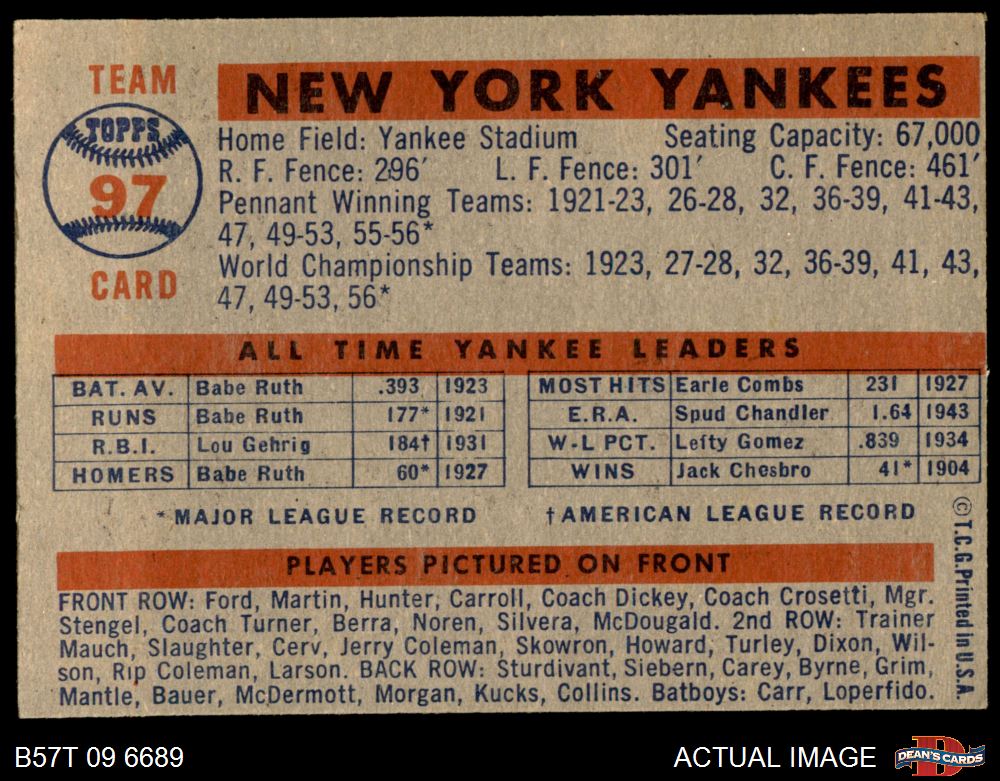 TEAM
TOPPS
97
CARD
NEW YORK YANKEES
Home Field: Yankee Stadium Seating Capacity: 67,000
R. F. Fence: 296′ L. F. Fence: 301′ C. F. Fence: 461′
Pennant Winning Teams: 1921-23, 26-28, 32, 36-39, 41-43,
47, 49-53, 55-56*
World Championship Teams: 1923, 27-28, 32, 36-39, 41, 43,
47, 49-53, 56*
ALL TIME YANKEE LEADERS
BAT. AV. Babe Ruth .393 1923 MOST HITS Earle Combs 231 1927
RUNS Babe Ruth 177* 1921 E.R.A. Spud Chandler 1.64 1943
R.B.I. Lou Gehrig 184† 1931 W-L PCT. Lefty Gomez .839 1934
HOMERS Babe Ruth 60* 1927 WINS Jack Chesbro 41* 1904
*MAJOR LEAGUE RECORD †AMERICAN LEAGUE RECORD
PLAYERS PICTURED ON FRONT
FRONT ROW: Ford, Martin, Hunter, Carroll, Coach Dickey, Coach Crosetti, Mgr.
Stengel, Coach Turner, Berra, Noren, Silvera, McDougald. 2nd ROW: Trainer
Mauch, Slaughter, Cerv, Jerry Coleman, Skowron, Howard, Turley, Dixon, Wil-
son, Rip Coleman, Larson. BACK ROW: Sturdivant, Siebern, Carey, Byrne, Grim,
Mantle, Bauer, McDermott, Morgan, Kucks, Collins. Batboys: Carr, Loperfido.
© T.C.G. Printed in U.S.A.
B57T 09 6689 ACTUAL IMAGE
DEAN'S CARDS